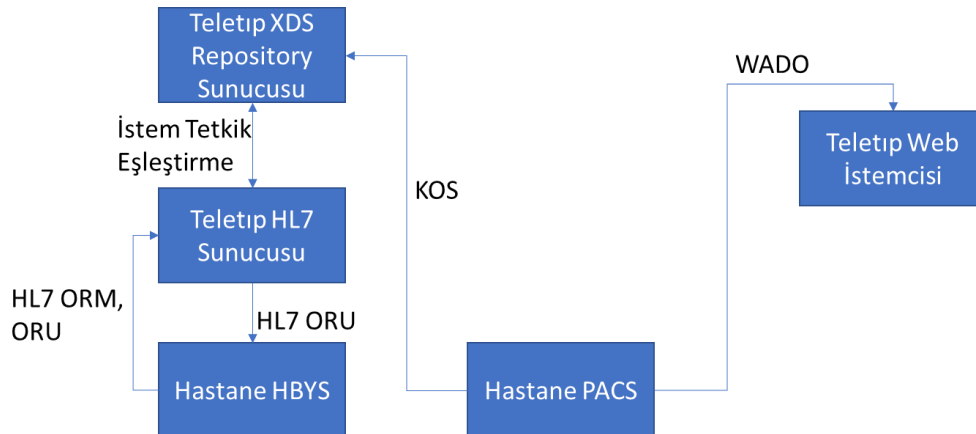 Teletıp XDS
Repository
Sunucusu
WADO
İstem Tetkik
Eşleştirme
Teletıp Web
İstemcisi
KOS
Teletıp HL7
Sunucusu
HL7 ORM,
ORU
HL7 ORU
Hastane HBYS
Hastane PACS